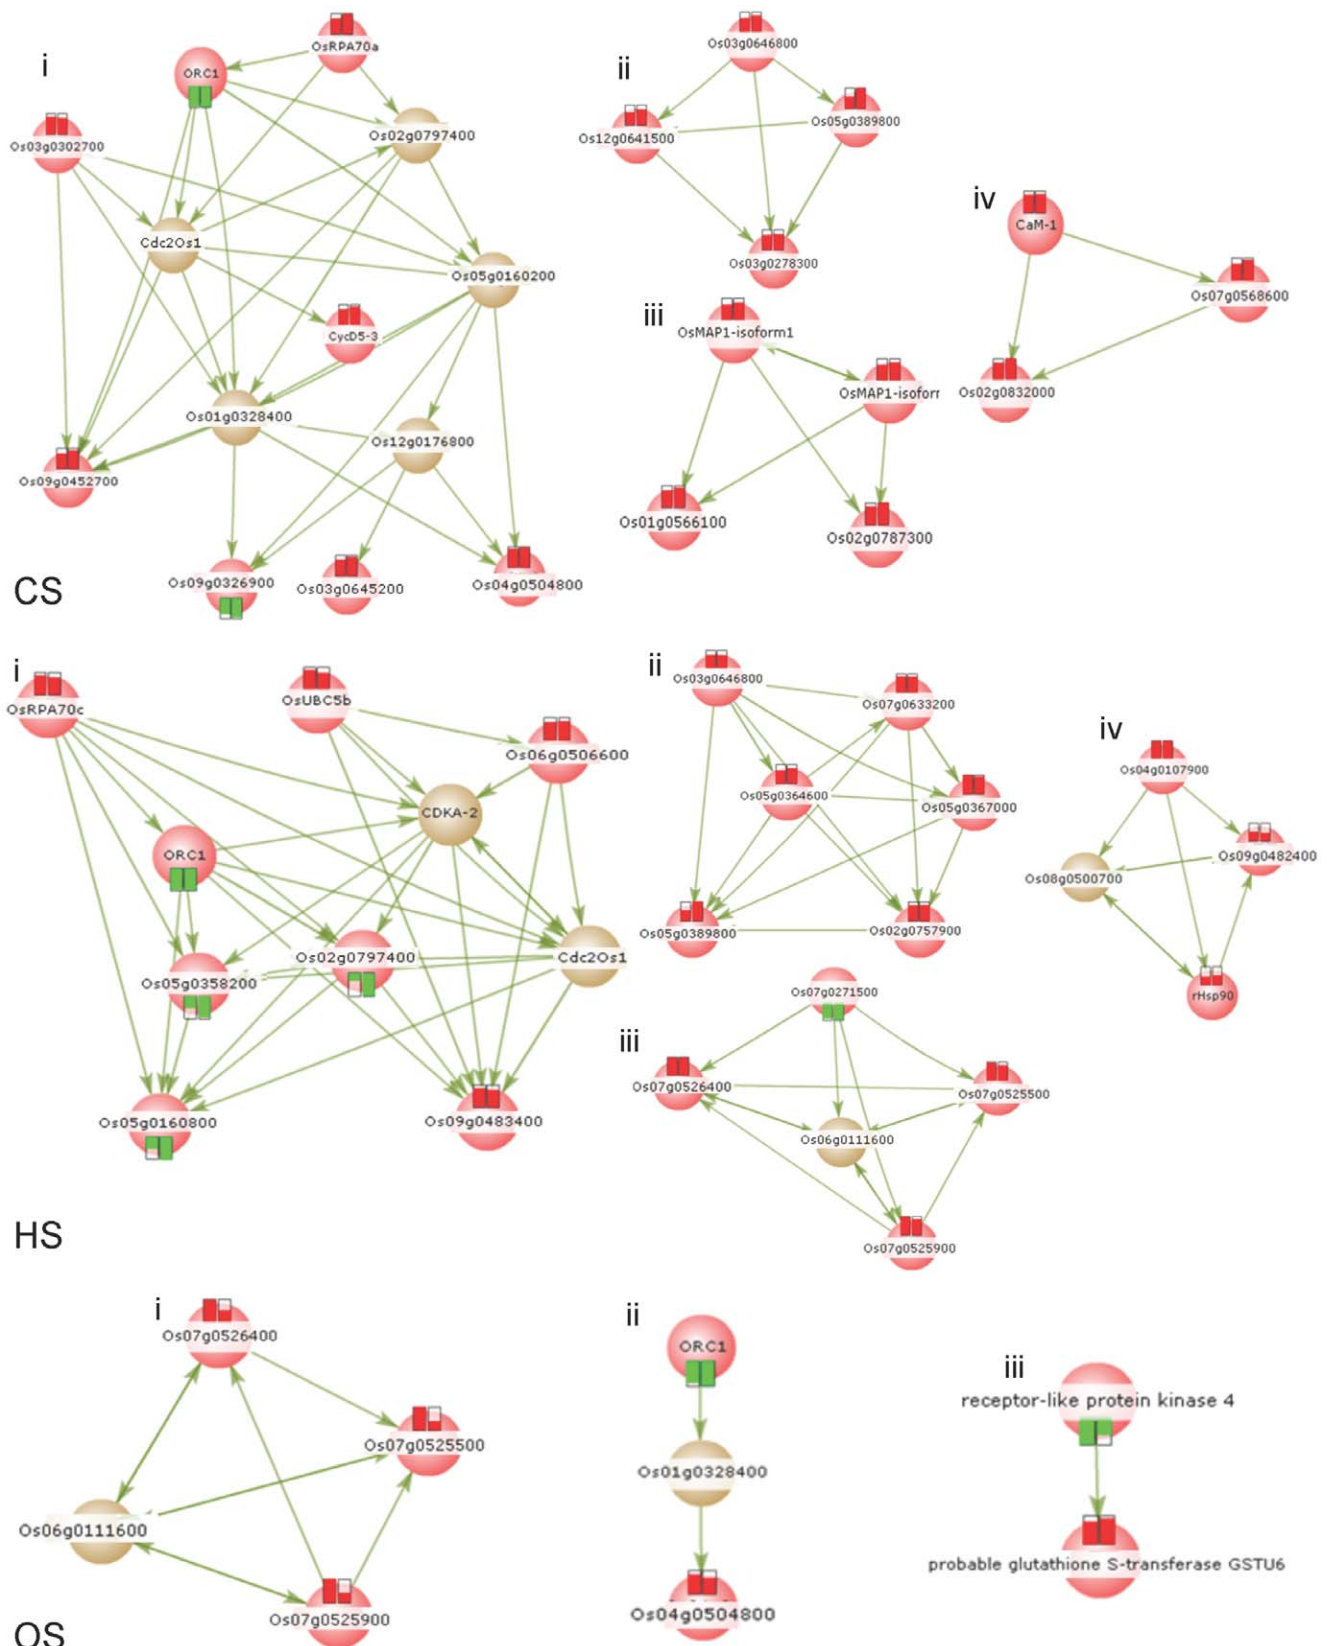 i
OsRPA70a
ORC1
Os03g0302700
Os02g0797400
Cdc2Os1
Os05g0160200
CycD5-3
Os01g0328400
Os12g0176800
Os09g0452700
Os09g0326900
Os03g0645200
Os04g0504800
CS
ii
Os03g0646800
Os12g0641500
Os05g0389800
Os03g0278300
iii
OsMAP1-isoform1
OsMAP1-isoforr
Os01g0566100
Os02g0787300
iv
CaM-1
Os07g0568600
Os02g0832000
i
OsRPA70c
OsUBC5b
Os06g0506600
CDKA-2
ORC1
Os02g0797400
Cdc2Os1
Os05g0358200
Os05g0160800
Os09g0483400
HS
ii
Os03g0646800
Os07g0633200
Os05g0364600
Os05g0367000
Os05g0389800
Os02g0757900
iii
Os07g0271500
Os07g0526400
Os07g0525500
Os06g0111600
Os07g0525900
iv
Os04g0107900
Os09g0482400
Os08g0500700
rHsp90
i
Os07g0526400
Os07g0525500
Os06g0111600
Os07g0525900
OS
ii
ORC1
Os01g0328400
Os04g0504800
iii
receptor-like protein kinase 4
probable glutathione S-transferase GSTU6